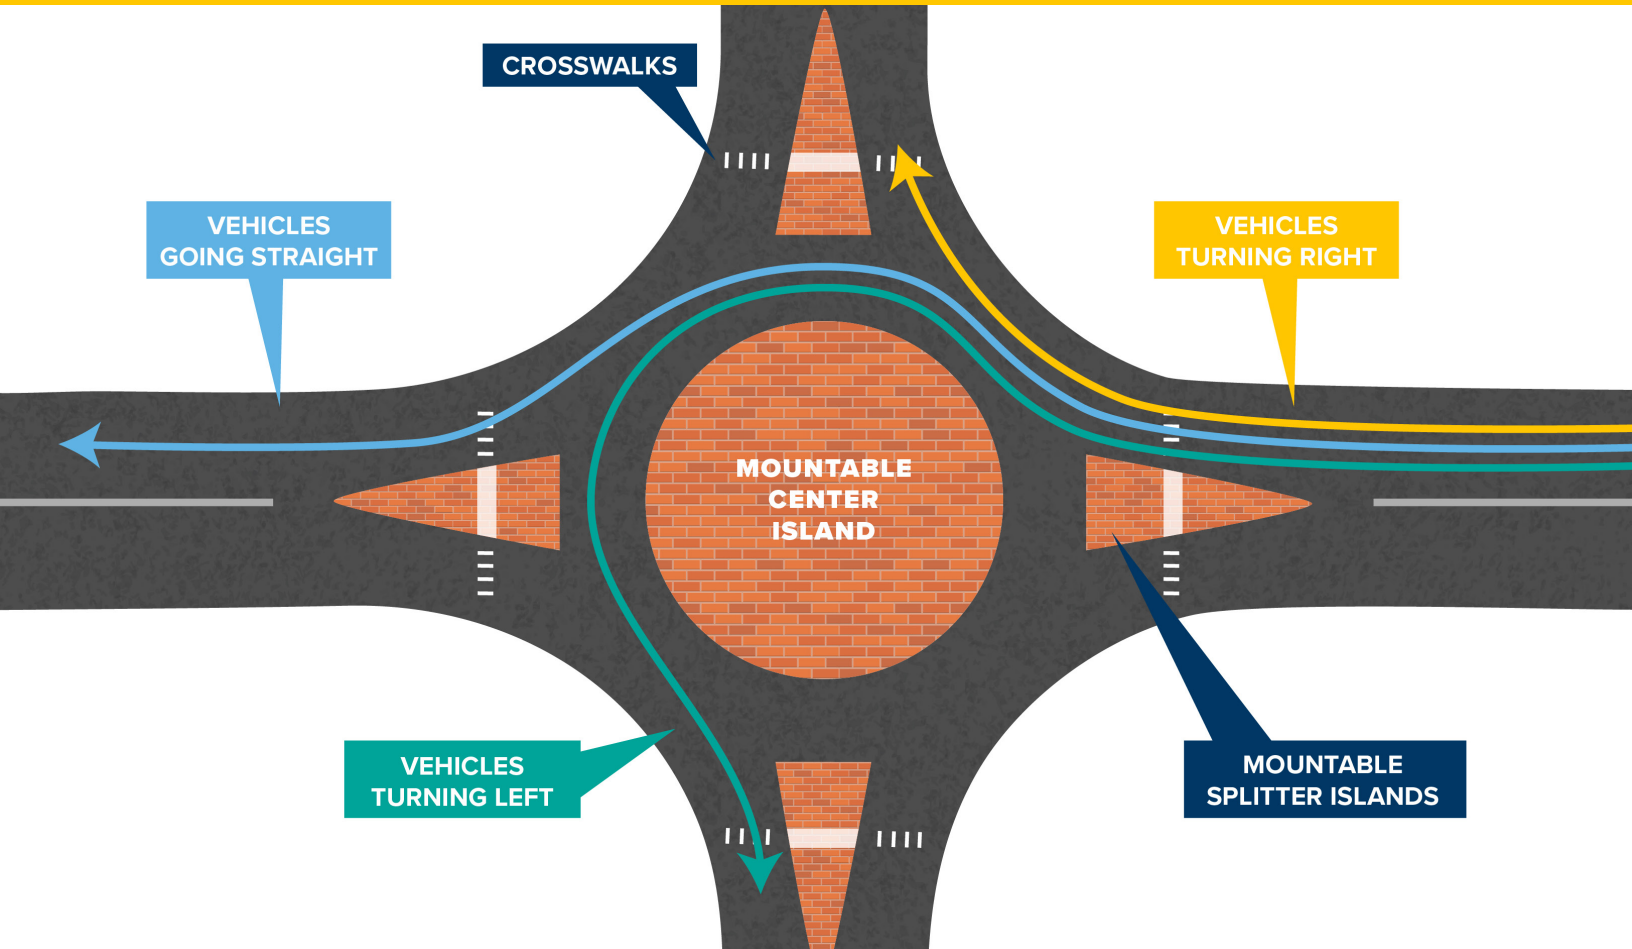 CROSSWALKS
VEHICLES
GOING STRAIGHT
VEHICLES
TURNING RIGHT
MOUNTABLE
CENTER
ISLAND
VEHICLES
TURNING LEFT
MOUNTABLE
SPLITTER ISLANDS